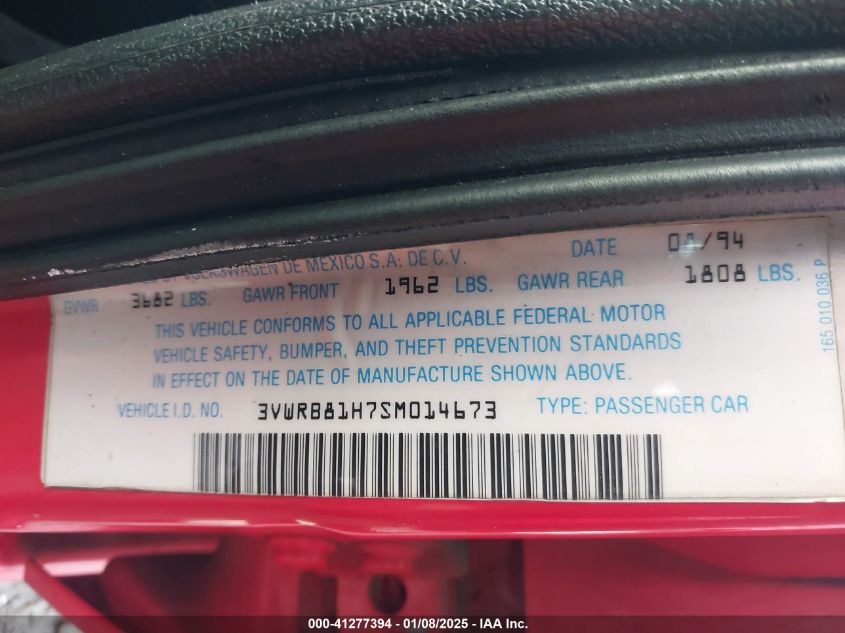 VOLKSWAGEN DE MEXICO S.A. DE C.V. DATE /94
GVWR 3682 LBS. GAWR FRONT 1962 LBS. GAWR REAR 1808 LBS.
THIS VEHICLE CONFORMS TO ALL APPLICABLE FEDERAL MOTOR
VEHICLE SAFETY, BUMPER, AND THEFT PREVENTION STANDARDS
IN EFFECT ON THE DATE OF MANUFACTURE SHOWN ABOVE.
VEHICLE I.D. NO. 3VWRB81H7SM014673 TYPE: PASSENGER CAR
165 010 036 P
000-41277394 - 01/08/2025 - IAA Inc.